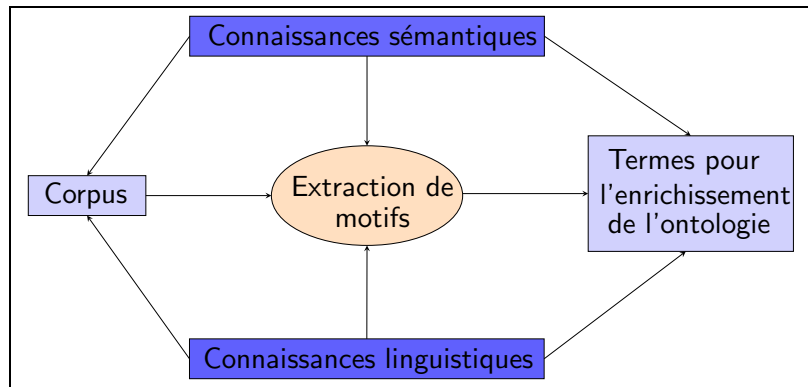 Connaissances sémantiques
Corpus
Extraction de
motifs
Termes pour
l'enrichissement
de l'ontologie
Connaissances linguistiques